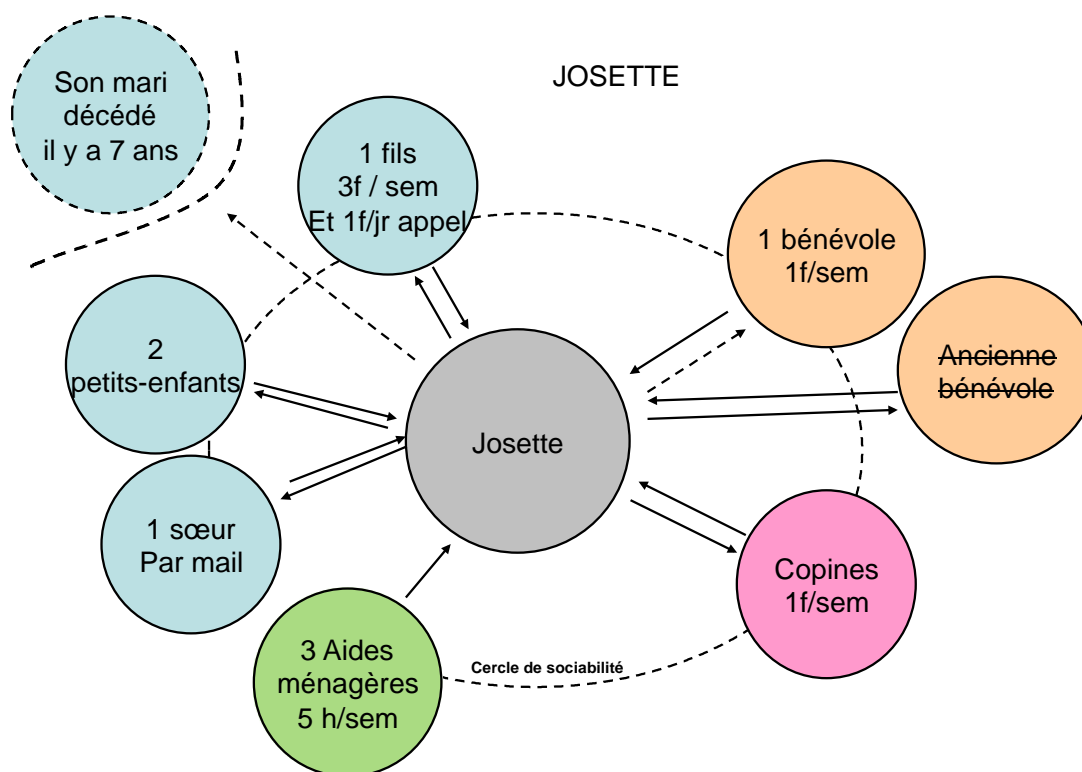 JOSETTE
Son mari
décédé
il y a 7 ans
1 fils
3f / sem
Et 1f/jr appel
1 bénévole
1f/sem
Ancienne
bénévole
2
petits-enfants
Josette
1 sœur
Par mail
Copines
1f/sem
3 Aides
ménagères
5 h/sem
Cercle de sociabilité